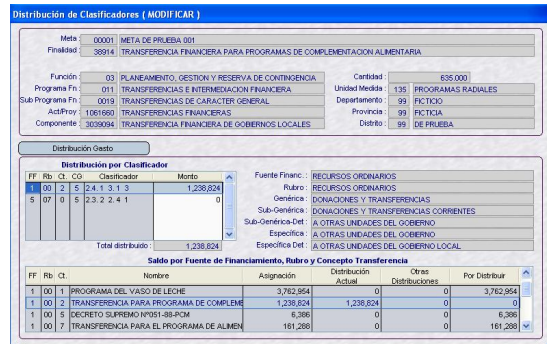 Distribución de Clasificadores ( MODIFICAR )
Meta : 00001 META DE PRUEBA 001
Finalidad : 38914 TRANSFERENCIA FINANCIERA PARA PROGRAMAS DE COMPLEMENTACION ALIMENTARIA
Función : 03 PLANEAMIENTO, GESTION Y RESERVA DE CONTINGENCIA Cantidad : 635.000
Programa Fn : 011 TRANSFERENCIAS E INTERMEDIACION FINANCIERA Unidad Medida : 135 PROGRAMAS RADIALES
Sub Programa Fn : 0019 TRANSFERENCIAS DE CARACTER GENERAL Departamento : 99 FICTICIO
Act/Proy : 1061660 TRANSFERENCIAS FINANCIERAS Provincia : 99 FICTICIA
Componente : 3039094 TRANSFERENCIA FINANCIERA DE GOBIERNOS LOCALES Distrito : 99 DE PRUEBA
Distribución Gasto
Distribución por Clasificador
FF Rb Ct. CG Clasificador Monto
1 00 2 5 2.4. 1 3. 1 3 1,238,824
5 07 0 5 2.3. 2 2. 4 1 0
Total distribuido : 1,238,824
Fuente Financ. : RECURSOS ORDINARIOS
Rubro : RECURSOS ORDINARIOS
Genérica : DONACIONES Y TRANSFERENCIAS
Sub-Genérica : DONACIONES Y TRANSFERENCIAS CORRIENTES
Sub-Genérica-Det : A OTRAS UNIDADES DEL GOBIERNO
Especifica : A OTRAS UNIDADES DEL GOBIERNO
Especifica Det : A OTRAS UNIDADES DEL GOBIERNO LOCAL
Saldo por Fuente de Financiamiento, Rubro y Concepto Transferencia
FF Rb Ct. Nombre Asignación Distribución Actual Otras Distribuciones Por Distribuir
1 00 1 PROGRAMA DEL VASO DE LECHE 3,762,954 0 0 3,762,954
1 00 2 TRANSFERENCIA PARA PROGRAMA DE COMPLEME 1,238,824 1,238,824 0 0
1 00 5 DECRETO SUPREMO Nº051-88-PCM 6,386 0 0 6,386
1 00 7 TRANSFERENCIA PARA EL PROGRAMA DE ALIMEN 161,288 0 0 161,288